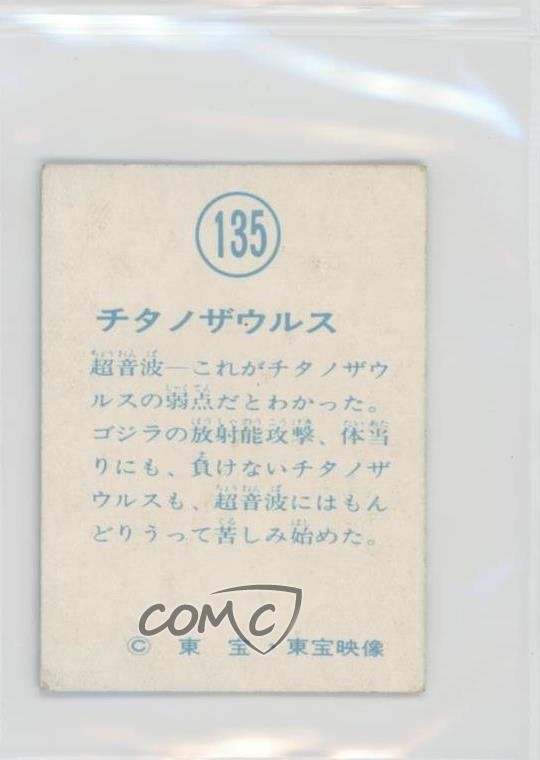 135
チタノザウルス
超音波—これがチタノザウ
ルスの弱点だとわかった。
ゴジラの放射能攻撃、体当
りにも、負けないチタノザ
ウルスも、超音波にはもん
どりうって苦しみ始めた。
COMC
© 東宝・東宝映像